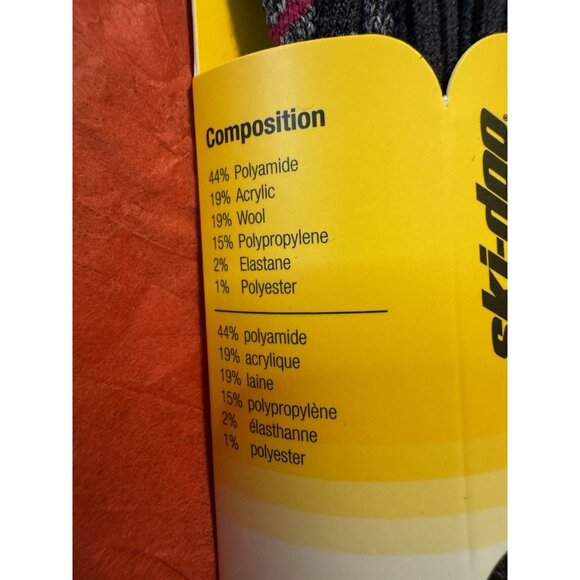 Composition
44% Polyamide
19% Acrylic
19% Wool
15% Polypropylene
2% Elastane
1% Polyester
44% polyamide
19% acrylique
19% laine
15% polypropylène
2% élasthanne
1% polyester
ski-doo®